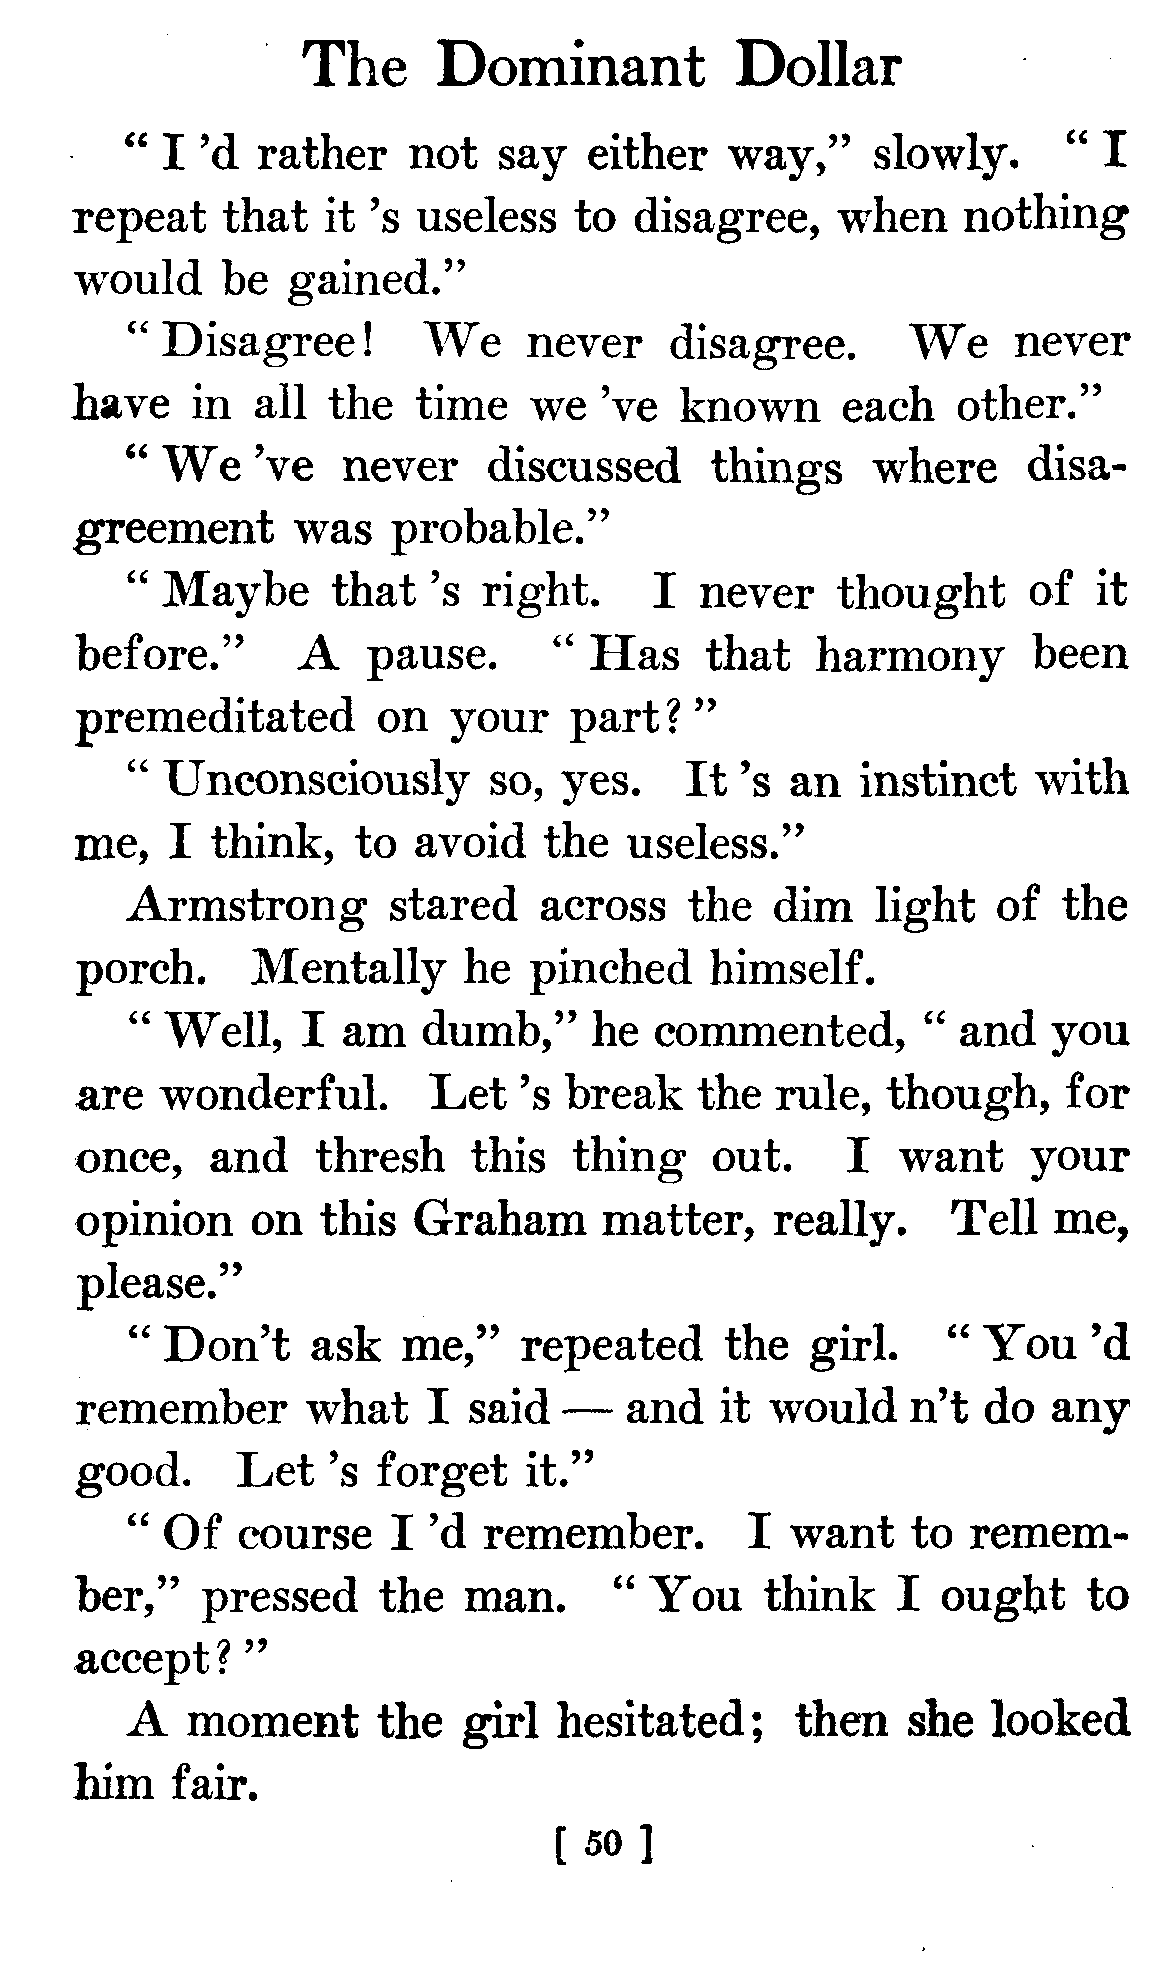 The Dominant Dollar
“ I ’d rather not say either way,” slowly. “ I
repeat that it ’s useless to disagree, when nothing
would be gained.”
“ Disagree! We never disagree. We never
have in all the time we ’ve known each other.”
“ We ’ve never discussed things where disa-
greement was probable.”
“ Maybe that ’s right. I never thought of it
before.” A pause. “ Has that harmony been
premeditated on your part? ”
“ Unconsciously so, yes. It ’s an instinct with
me, I think, to avoid the useless.”
Armstrong stared across the dim light of the
porch. Mentally he pinched himself.
“ Well, I am dumb,” he commented, “ and you
are wonderful. Let ’s break the rule, though, for
once, and thresh this thing out. I want your
opinion on this Graham matter, really. Tell me,
please.”
“ Don’t ask me,” repeated the girl. “ You ’d
remember what I said — and it would n’t do any
good. Let ’s forget it.”
“ Of course I ’d remember. I want to remem-
ber,” pressed the man. “ You think I ought to
accept? ”
A moment the girl hesitated; then she looked
him fair.
[ 50 ]